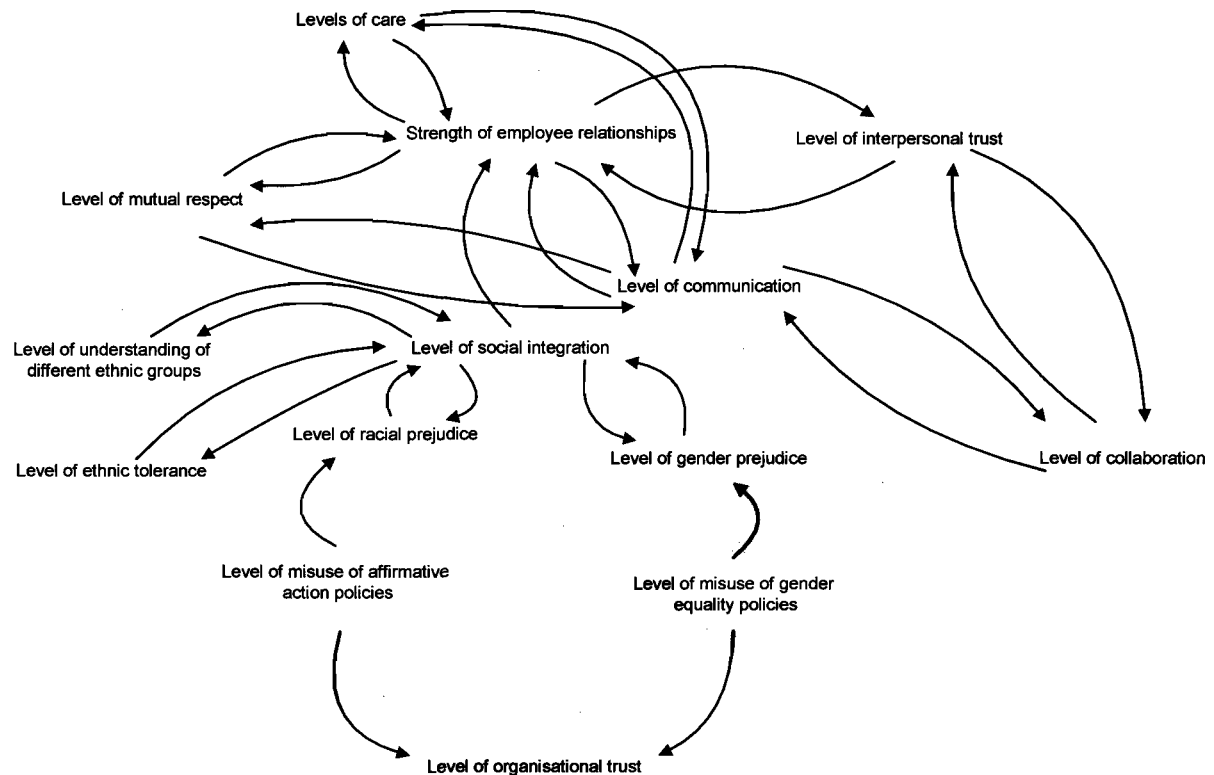 Levels of care
Strength of employee relationships
Level of interpersonal trust
Level of mutual respect
Level of communication
Level of understanding of
different ethnic groups
Level of social integration
Level of racial prejudice
Level of ethnic tolerance
Level of gender prejudice
Level of collaboration
Level of misuse of affirmative
action policies
Level of misuse of gender
equality policies
Level of organisational trust